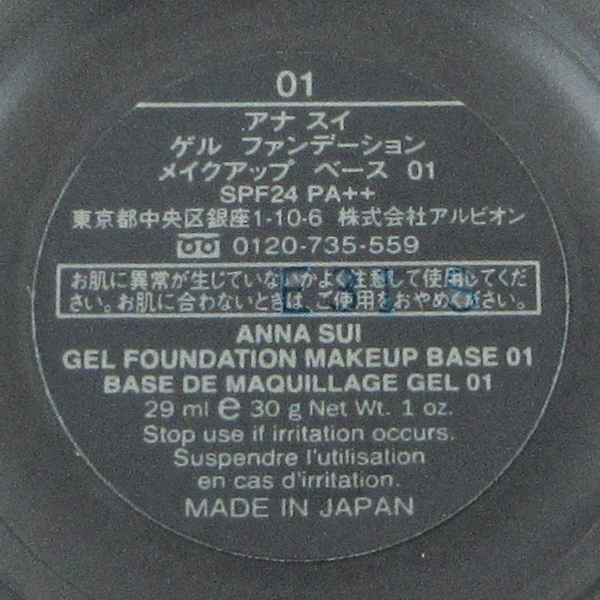 01
アナ スイ
ゲル ファンデーション
メイクアップ ベース 01
SPF24 PA++
東京都中央区銀座1-10-6 株式会社アルビオン
0120-735-559
お肌に異常が生じていないかよく注意して使用してくだ
さい。お肌に合わないときは、ご使用をおやめください。
ANNA SUI
GEL FOUNDATION MAKEUP BASE 01
BASE DE MAQUILLAGE GEL 01
29 ml e 30 g Net Wt. 1 oz.
Stop use if irritation occurs.
Suspendre l'utilisation
en cas d'irritation.
MADE IN JAPAN